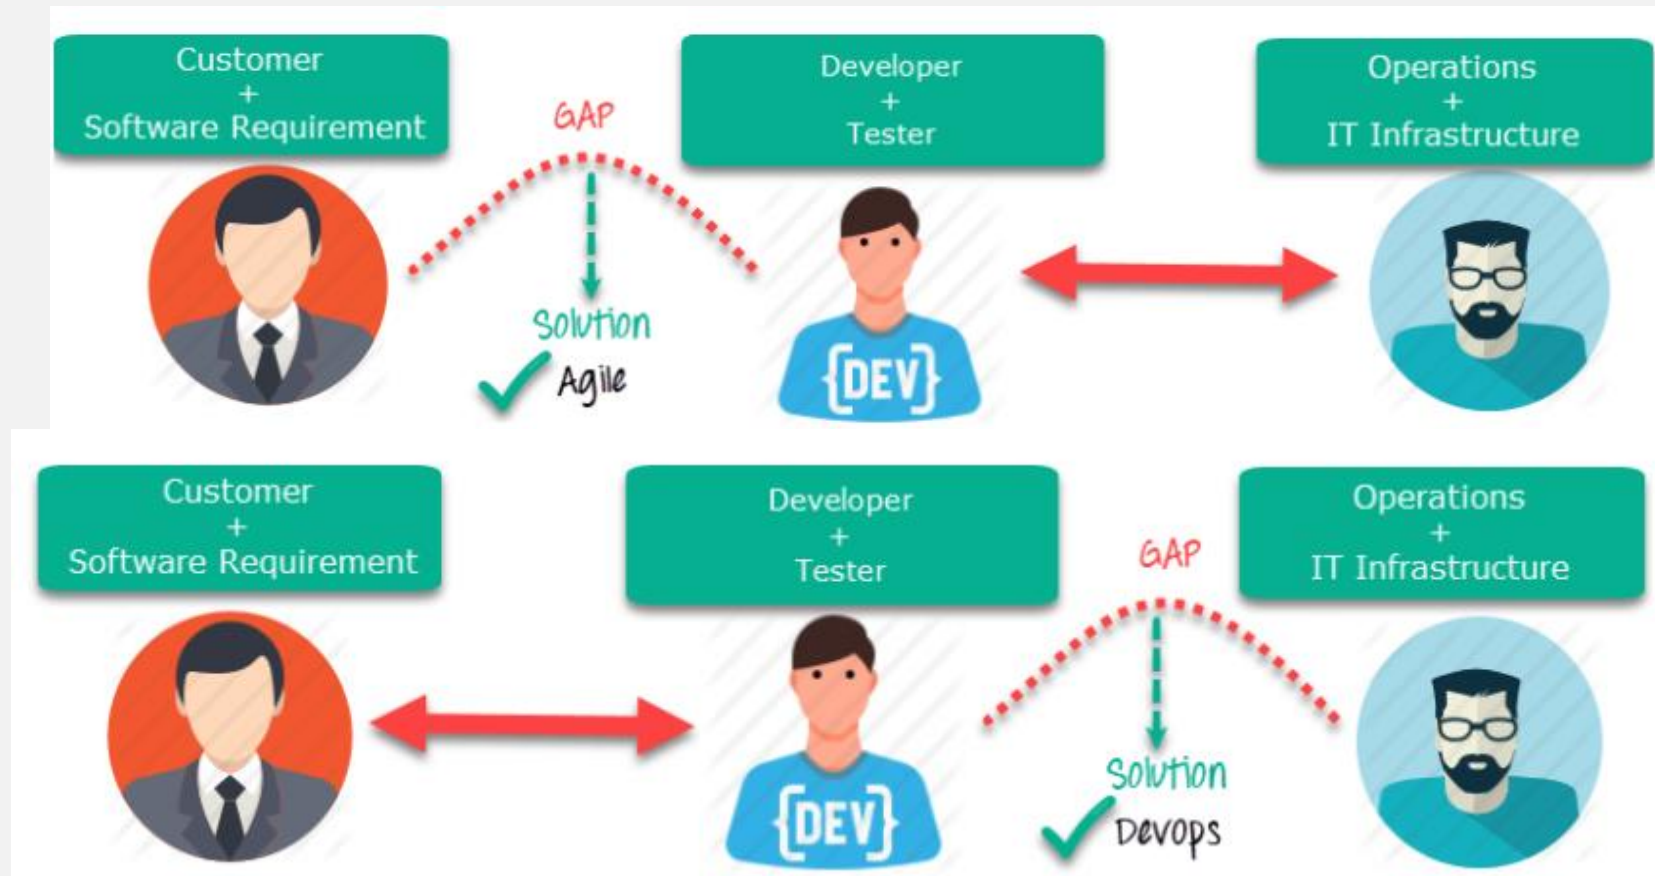 Customer
+
Software Requirement
GAP
Developer
+
Tester
Operations
+
IT Infrastructure
Solution
Agile
{DEV}
Customer
+
Software Requirement
Developer
+
Tester
GAP
Operations
+
IT Infrastructure
{DEV}
Solution
Devops